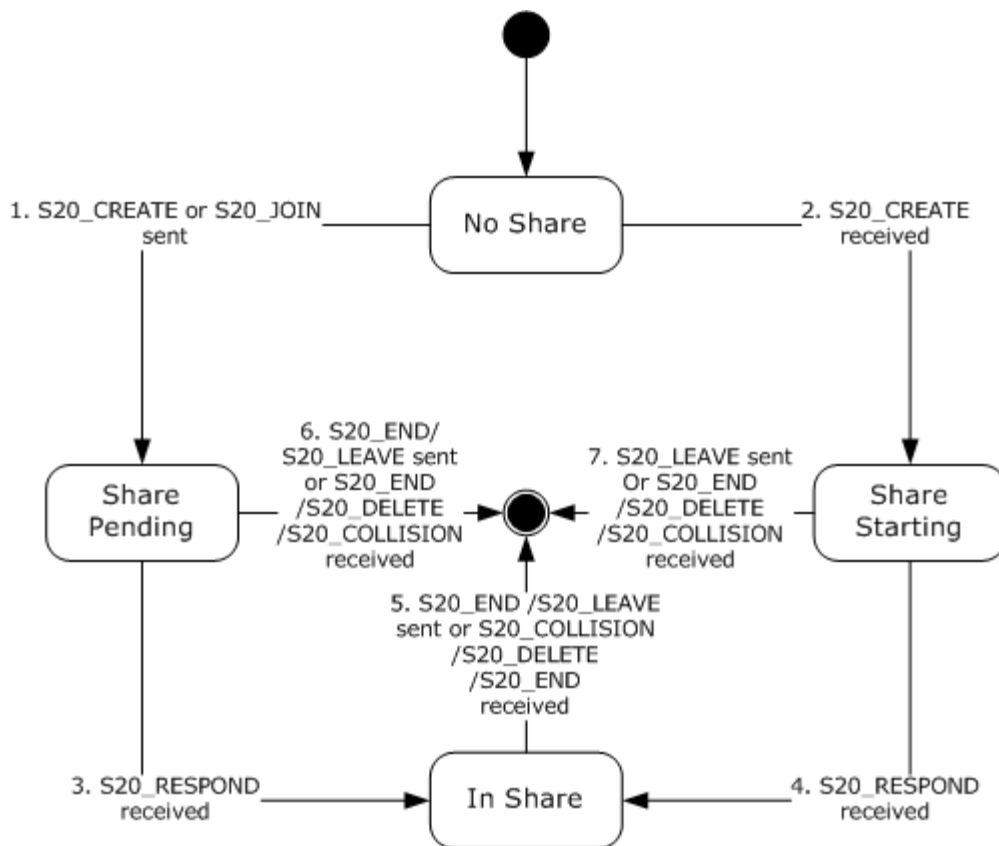 No Share
1. S20_CREATE or S20_JOIN
sent
2. S20_CREATE
received
Share
Pending
6. S20_END/
S20_LEAVE sent
or S20_END
/S20_DELETE
/S20_COLLISION
received
7. S20_LEAVE sent
Or S20_END
/S20_DELETE
/S20_COLLISION
received
Share
Starting
5. S20_END /S20_LEAVE
sent or S20_COLLISION
/S20_DELETE
/S20_END
received
3. S20_RESPOND
received
In Share
4. S20_RESPOND
received